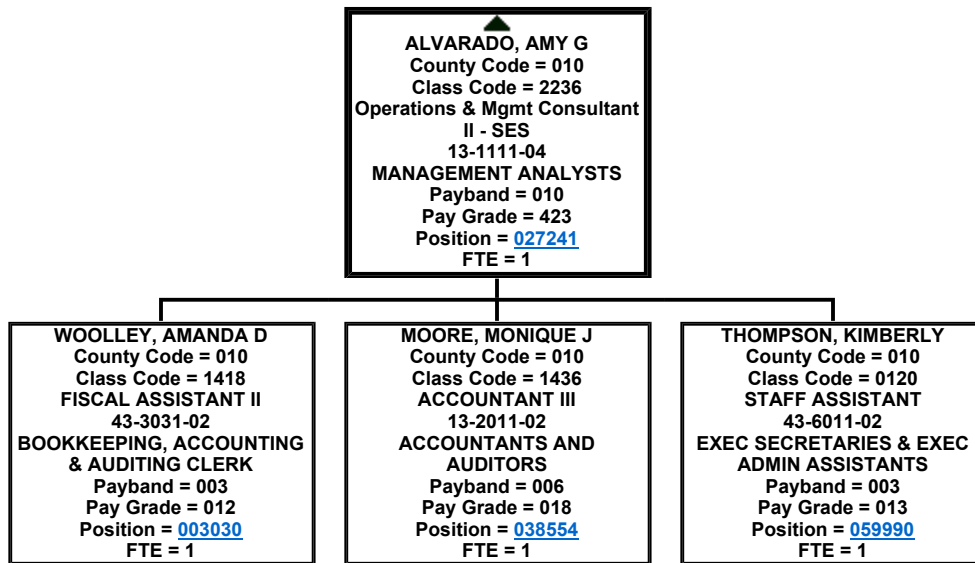 ALVARADO, AMY G
County Code = 010
Class Code = 2236
Operations & Mgmt Consultant
II - SES
13-1111-04
MANAGEMENT ANALYSTS
Payband = 010
Pay Grade = 423
Position = 027241
FTE = 1
WOOLLEY, AMANDA D
County Code = 010
Class Code = 1418
FISCAL ASSISTANT II
43-3031-02
BOOKKEEPING, ACCOUNTING
& AUDITING CLERK
Payband = 003
Pay Grade = 012
Position = 003030
FTE = 1
MOORE, MONIQUE J
County Code = 010
Class Code = 1436
ACCOUNTANT III
13-2011-02
ACCOUNTANTS AND
AUDITORS
Payband = 006
Pay Grade = 018
Position = 038554
FTE = 1
THOMPSON, KIMBERLY
County Code = 010
Class Code = 0120
STAFF ASSISTANT
43-6011-02
EXEC SECRETARIES & EXEC
ADMIN ASSISTANTS
Payband = 003
Pay Grade = 013
Position = 059990
FTE = 1